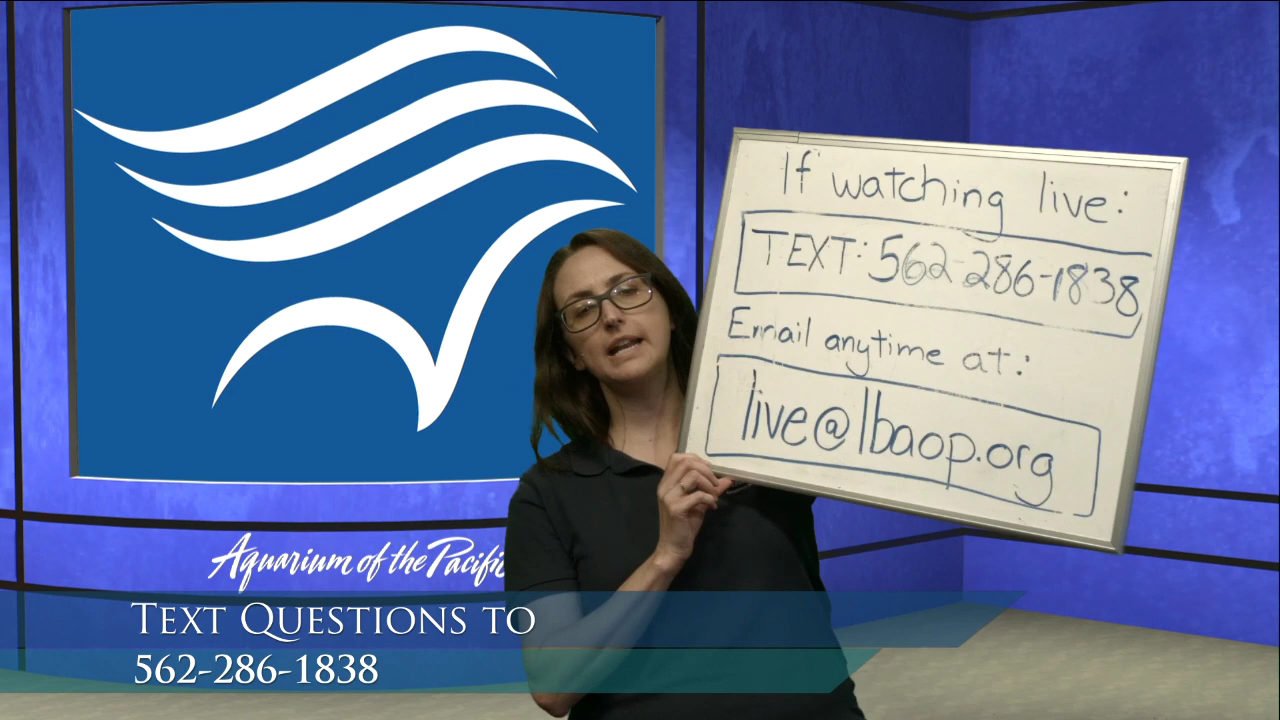 If watching live:
TEXT: 562-286-1838
Email anytime at:
live@lbaop.org
Aquarium of the Pacific
TEXT QUESTIONS TO
562-286-1838